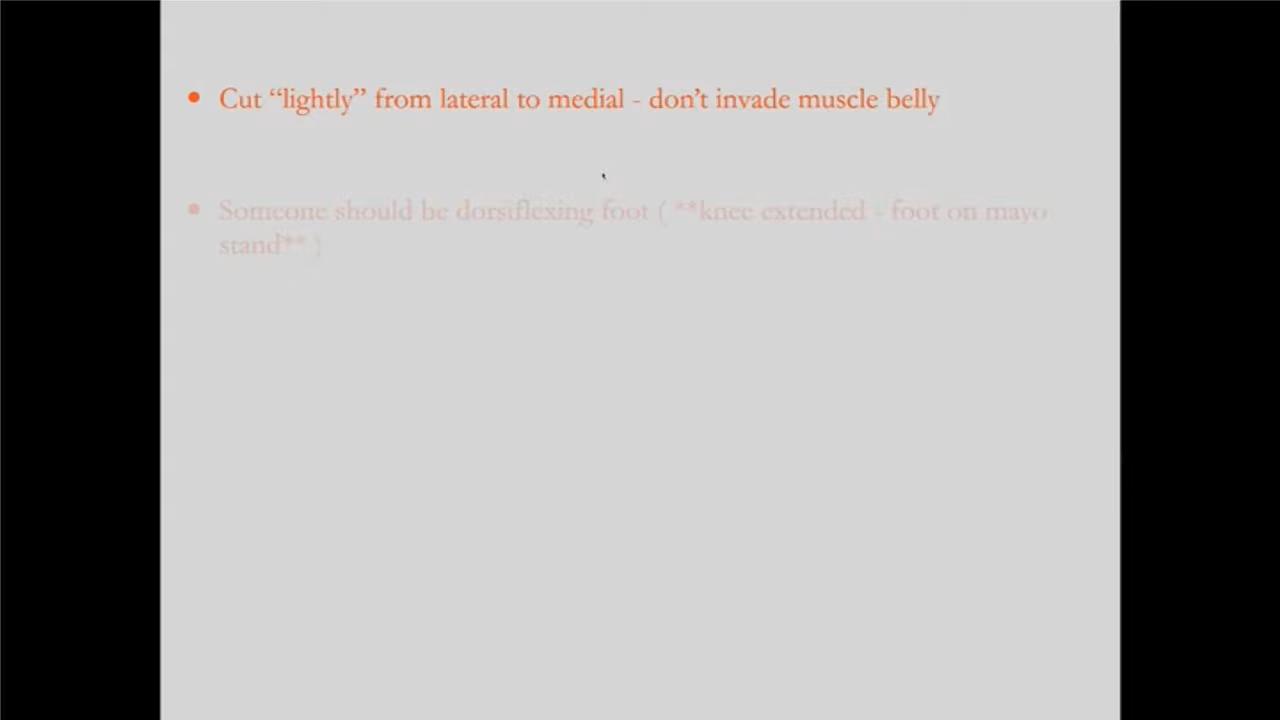 • Cut “lightly” from lateral to medial - don’t invade muscle belly
• Someone should be dorsiflexing foot ( **knee extended - foot on mayo
stand** )